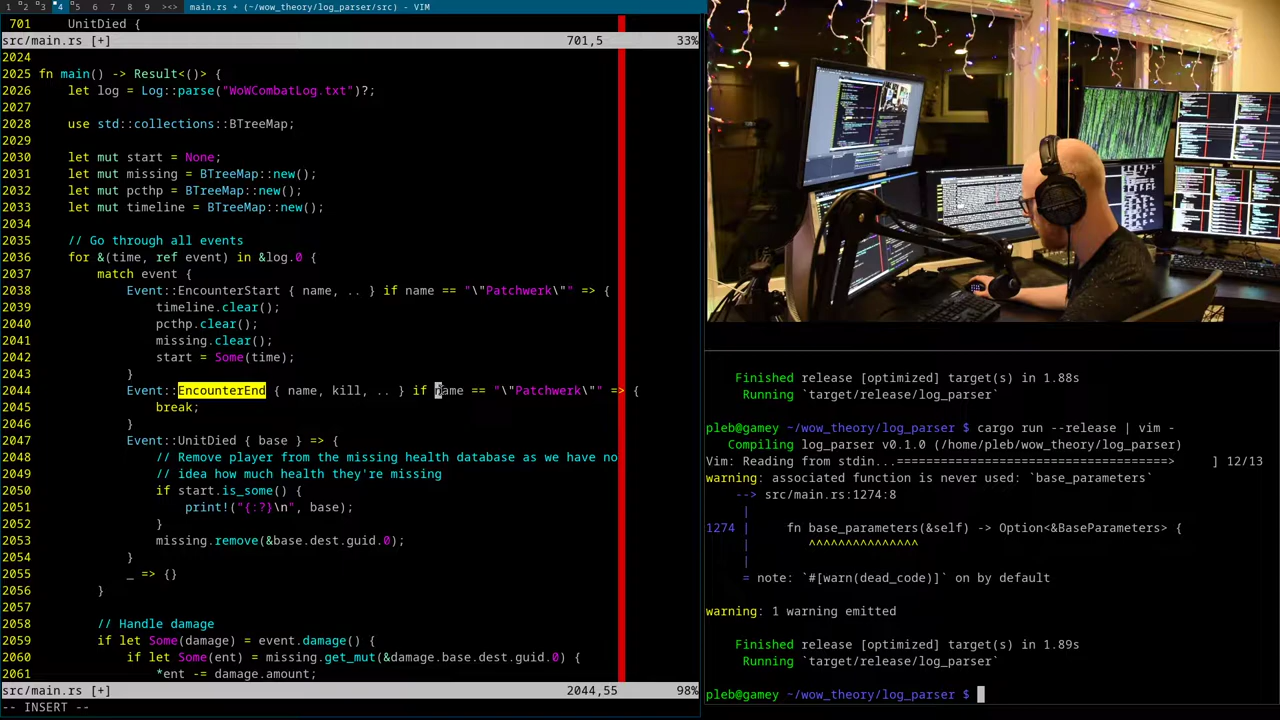 1 2 3 4 5 6 7 8 9 ><> main.rs + (~/wow_theory/log_parser/src) - VIM
701     UnitDied {
src/main.rs [+] 701,5 33%
2024
2025 fn main() -> Result<()> {
2026     let log = Log::parse("WoWCombatLog.txt")?;
2027
2028     use std::collections::BTreeMap;
2029
2030     let mut start = None;
2031     let mut missing = BTreeMap::new();
2032     let mut pcthp = BTreeMap::new();
2033     let mut timeline = BTreeMap::new();
2034
2035     // Go through all events
2036     for &(time, ref event) in &log.0 {
2037         match event {
2038             Event::EncounterStart { name, .. } if name == "\"Patchwerk\"" => {
2039                 timeline.clear();
2040                 pcthp.clear();
2041                 missing.clear();
2042                 start = Some(time);
2043             }
2044             Event::EncounterEnd { name, kill, .. } if name == "\"Patchwerk\"" => {
2045                 break;
2046             }
2047             Event::UnitDied { base } => {
2048                 // Remove player from the missing health database as we have no
2049                 // idea how much health they're missing
2050                 if start.is_some() {
2051                     print!("{:?}\n", base);
2052                 }
2053                 missing.remove(&base.dest.guid.0);
2054             }
2055             _ => {}
2056         }
2057
2058         // Handle damage
2059         if let Some(damage) = event.damage() {
2060             if let Some(ent) = missing.get_mut(&damage.base.dest.guid.0) {
2061                 *ent -= damage.amount;
src/main.rs [+] 2044,55 98%
-- INSERT --
Finished release [optimized] target(s) in 1.88s
Running `target/release/log_parser`
pleb@gamey ~/wow_theory/log_parser $ cargo run --release | vim -
Compiling log_parser v0.1.0 (/home/pleb/wow_theory/log_parser)
Vim: Reading from stdin...===================================> ] 12/13
warning: associated function is never used: `base_parameters`
--> src/main.rs:1274:8
|
1274 |     fn base_parameters(&self) -> Option<&BaseParameters> {
|        ^^^^^^^^^^^^^^^
|
= note: `#[warn(dead_code)]` on by default
warning: 1 warning emitted
Finished release [optimized] target(s) in 1.89s
Running `target/release/log_parser`
pleb@gamey ~/wow_theory/log_parser $